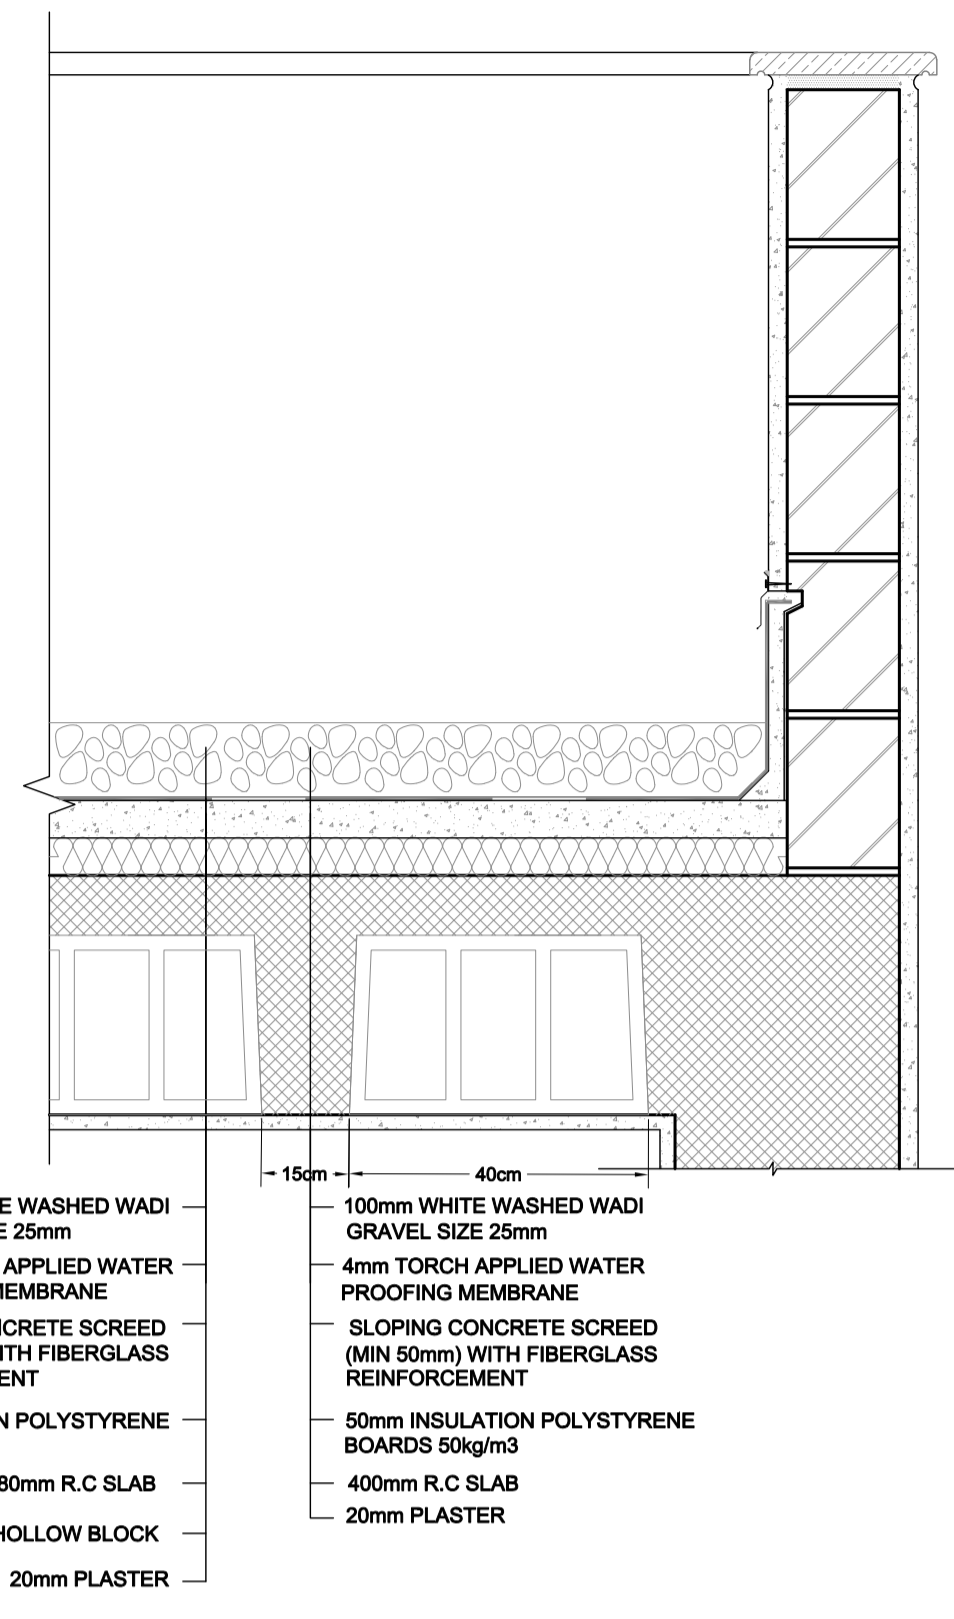 15cm
40cm
E WASHED WADI
E 25mm
APPLIED WATER
MEMBRANE
NCRETE SCREED
ITH FIBERGLASS
ENT
N POLYSTYRENE
80mm R.C SLAB
HOLLOW BLOCK
20mm PLASTER
100mm WHITE WASHED WADI
GRAVEL SIZE 25mm
4mm TORCH APPLIED WATER
PROOFING MEMBRANE
SLOPING CONCRETE SCREED
(MIN 50mm) WITH FIBERGLASS
REINFORCEMENT
50mm INSULATION POLYSTYRENE
BOARDS 50kg/m3
400mm R.C SLAB
20mm PLASTER